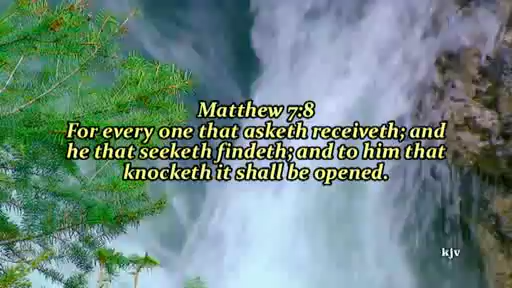 Matthew 7:8
For every one that asketh receiveth; and
he that seeketh findeth; and to him that
knocketh it shall be opened.
kjv